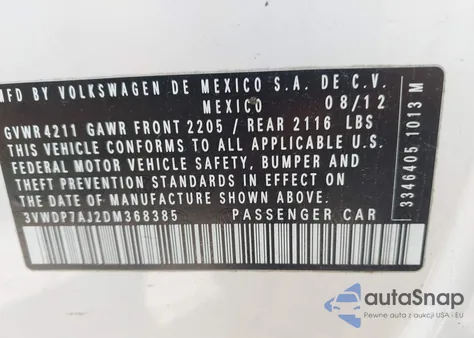 MFD BY VOLKSWAGEN DE MEXICO S.A. DE C.V.
MEXICO 08/12
GVWR4211 GAWR FRONT 2205 / REAR 2116 LBS
THIS VEHICLE CONFORMS TO ALL APPLICABLE U.S.
FEDERAL MOTOR VEHICLE SAFETY, BUMPER AND
THEFT PREVENTION STANDARDS IN EFFECT ON
THE DATE OF MANUFACTURE SHOWN ABOVE.
3VWDP7AJ2DM368385 PASSENGER CAR
3346405 1013 M
autoSnap
Pewne auta z aukcji USA i EU